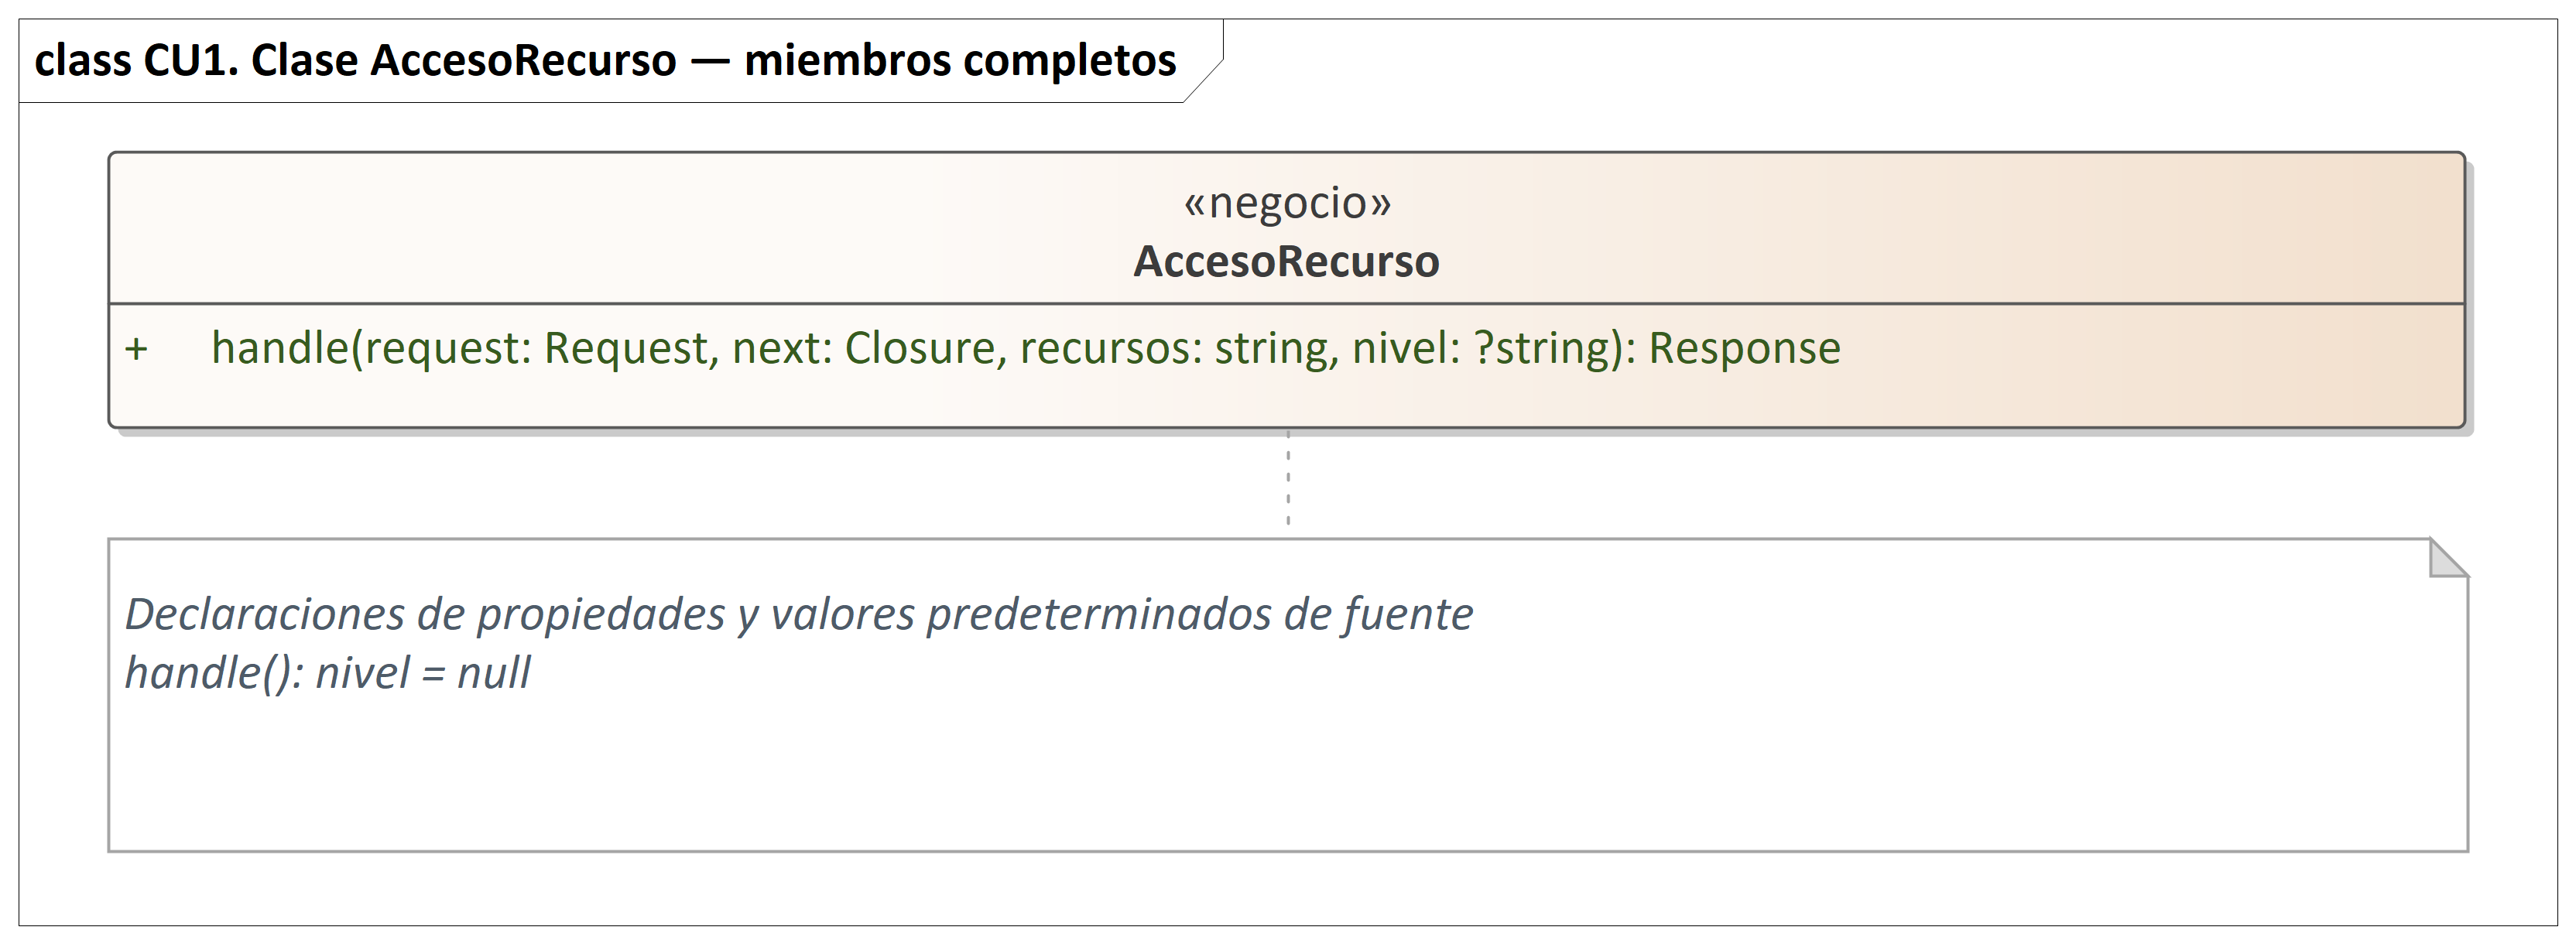 class CU1. Clase AccesoRecurso — miembros completos
«negocio»
AccesoRecurso
+ handle(request: Request, next: Closure, recursos: string, nivel: ?string): Response
Declaraciones de propiedades y valores predeterminados de fuente
handle(): nivel = null